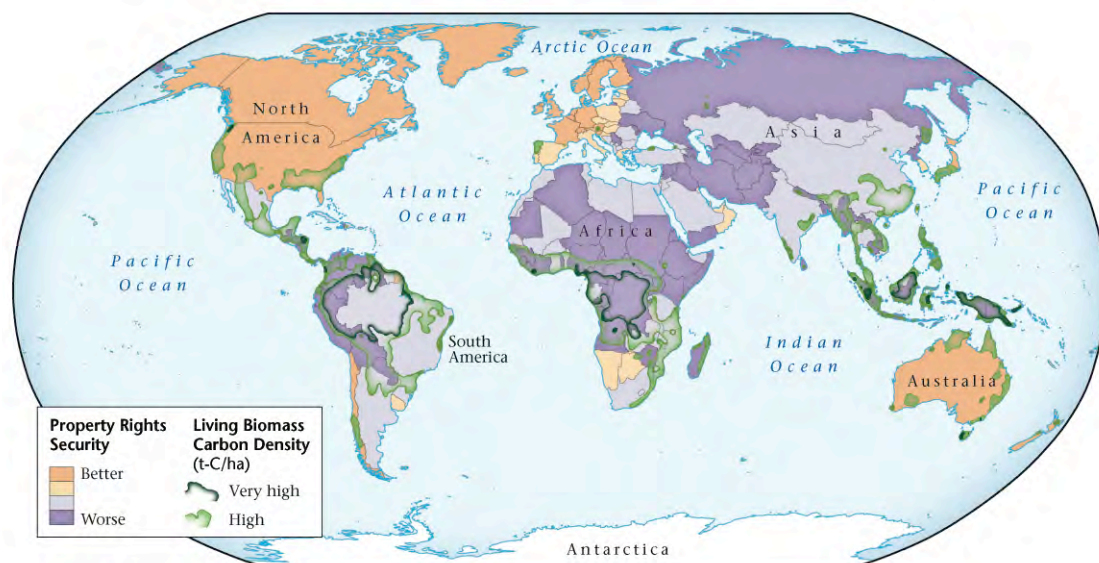 Arctic Ocean
North
America
Asia
Atlantic
Ocean
Pacific
Ocean
Africa
Pacific
Ocean
South
America
Indian
Ocean
Australia
Property Rights
Security
Better
Worse
Living Biomass
Carbon Density
(t-C/ha)
Very high
High
Antarctica